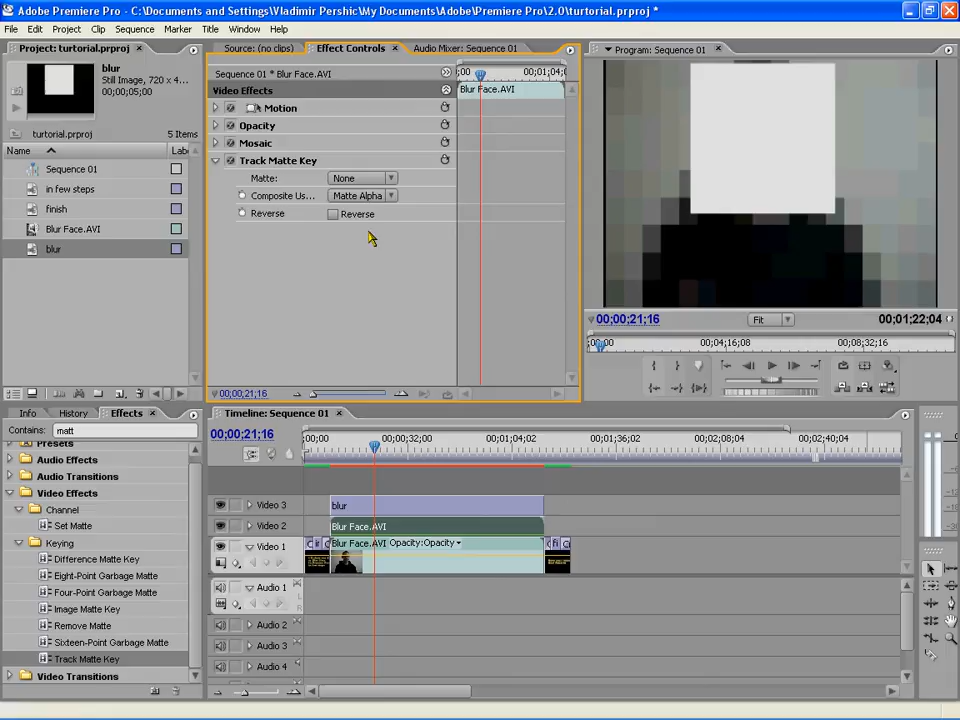 Adobe Premiere Pro - C:\Documents and Settings\Vladimir Pershic\My Documents\Adobe\Premiere Pro\2.0\turtorial.prproj *
File Edit Project Clip Sequence Marker Title Window Help
Project: turtorial.prproj
blur
Still Image, 720 x 4...
00;00;05;00
turtorial.prproj 5 Items
Name Lab
Sequence 01
in few steps
finish
Blur Face.AVI
blur
Source: (no clips) Effect Controls Audio Mixer: Sequence 01
Sequence 01 * Blur Face.AVI
;00 00;01;04;0
Video Effects Blur Face.AVI
Motion
Opacity
Mosaic
Track Matte Key
Matte: None
Composite Us... Matte Alpha
Reverse Reverse
00;00;21;16
Program: Sequence 01
00;00;21;16 Fit 00;01;22;04
;00;00 00;04;16;08 00;08;32;16
Info History Effects
Contains: matt
Presets
Audio Effects
Audio Transitions
Video Effects
Channel
Set Matte
Keying
Difference Matte Key
Eight-Point Garbage Matte
Four-Point Garbage Matte
Image Matte Key
Remove Matte
Sixteen-Point Garbage Matte
Track Matte Key
Video Transitions
Timeline: Sequence 01
00;00;21;16
;00;00 00;00;32;00 00;01;04;02 00;01;36;02 00;02;08;04 00;02;40;04
Video 3 blur
Video 2 Blur Face.AVI
Video 1 Blur Face.AVI Opacity:Opacity
Audio 1
Audio 2
Audio 3
Audio 4